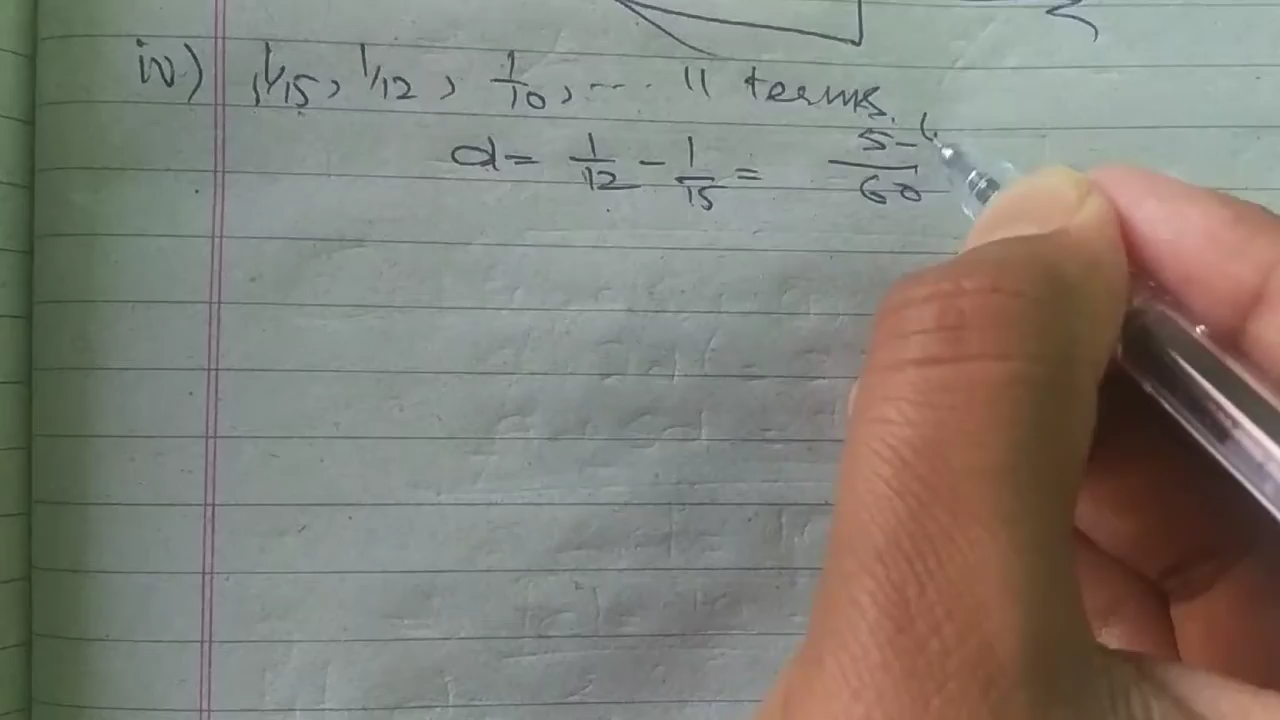 iv) 1/15, 1/12, 1/10, ... 11 terms.
d = 1/12 - 1/15 = 5-/60